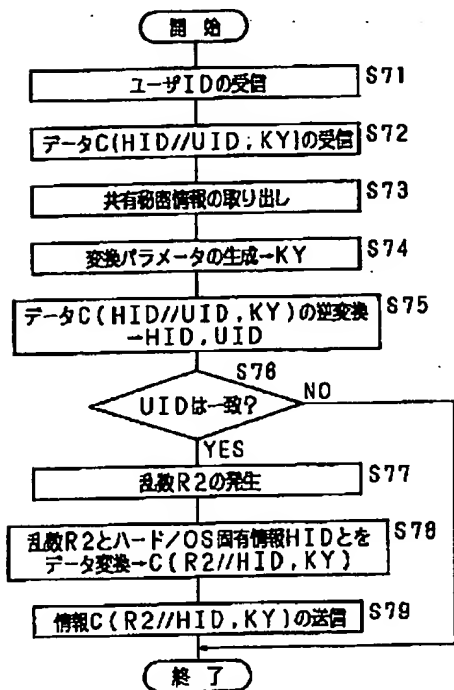 開始
ユーザIDの受信 S71
データC(HID//UID,KY)の受信 S72
共有秘密情報の取り出し S73
変換パラメータの生成→KY S74
データC(HID//UID,KY)の逆変換 S75
→HID,UID
S76
UIDは一致? NO
YES
乱数R2の発生 S77
乱数R2とハード/OS固有情報HIDとを S78
データ変換→C(R2//HID,KY)
情報C(R2//HID,KY)の送信 S79
終了